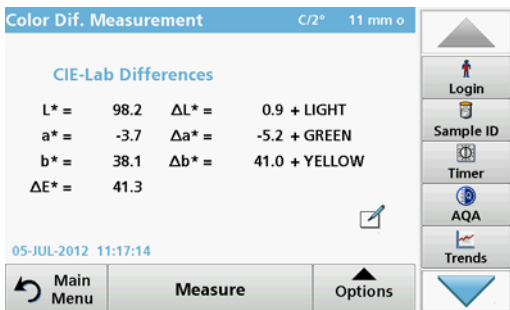 Color Dif. Measurement C/2° 11 mm o
CIE-Lab Differences
L* = 98.2 ΔL* = 0.9 + LIGHT
a* = -3.7 Δa* = -5.2 + GREEN
b* = 38.1 Δb* = 41.0 + YELLOW
ΔE* = 41.3
05-JUL-2012 11:17:14
Main
Menu
Measure
Options
Login
Sample ID
Timer
AQA
Trends